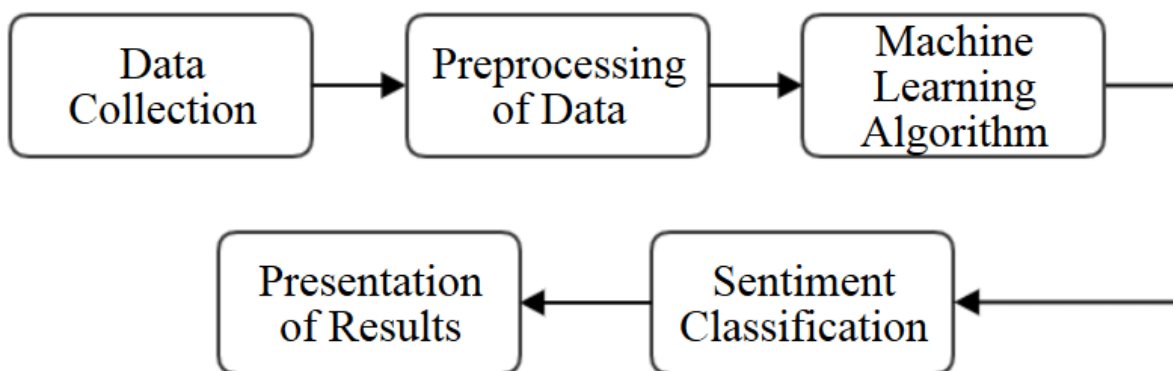 Data
Collection
Preprocessing
of Data
Machine
Learning
Algorithm
Sentiment
Classification
Presentation
of Results